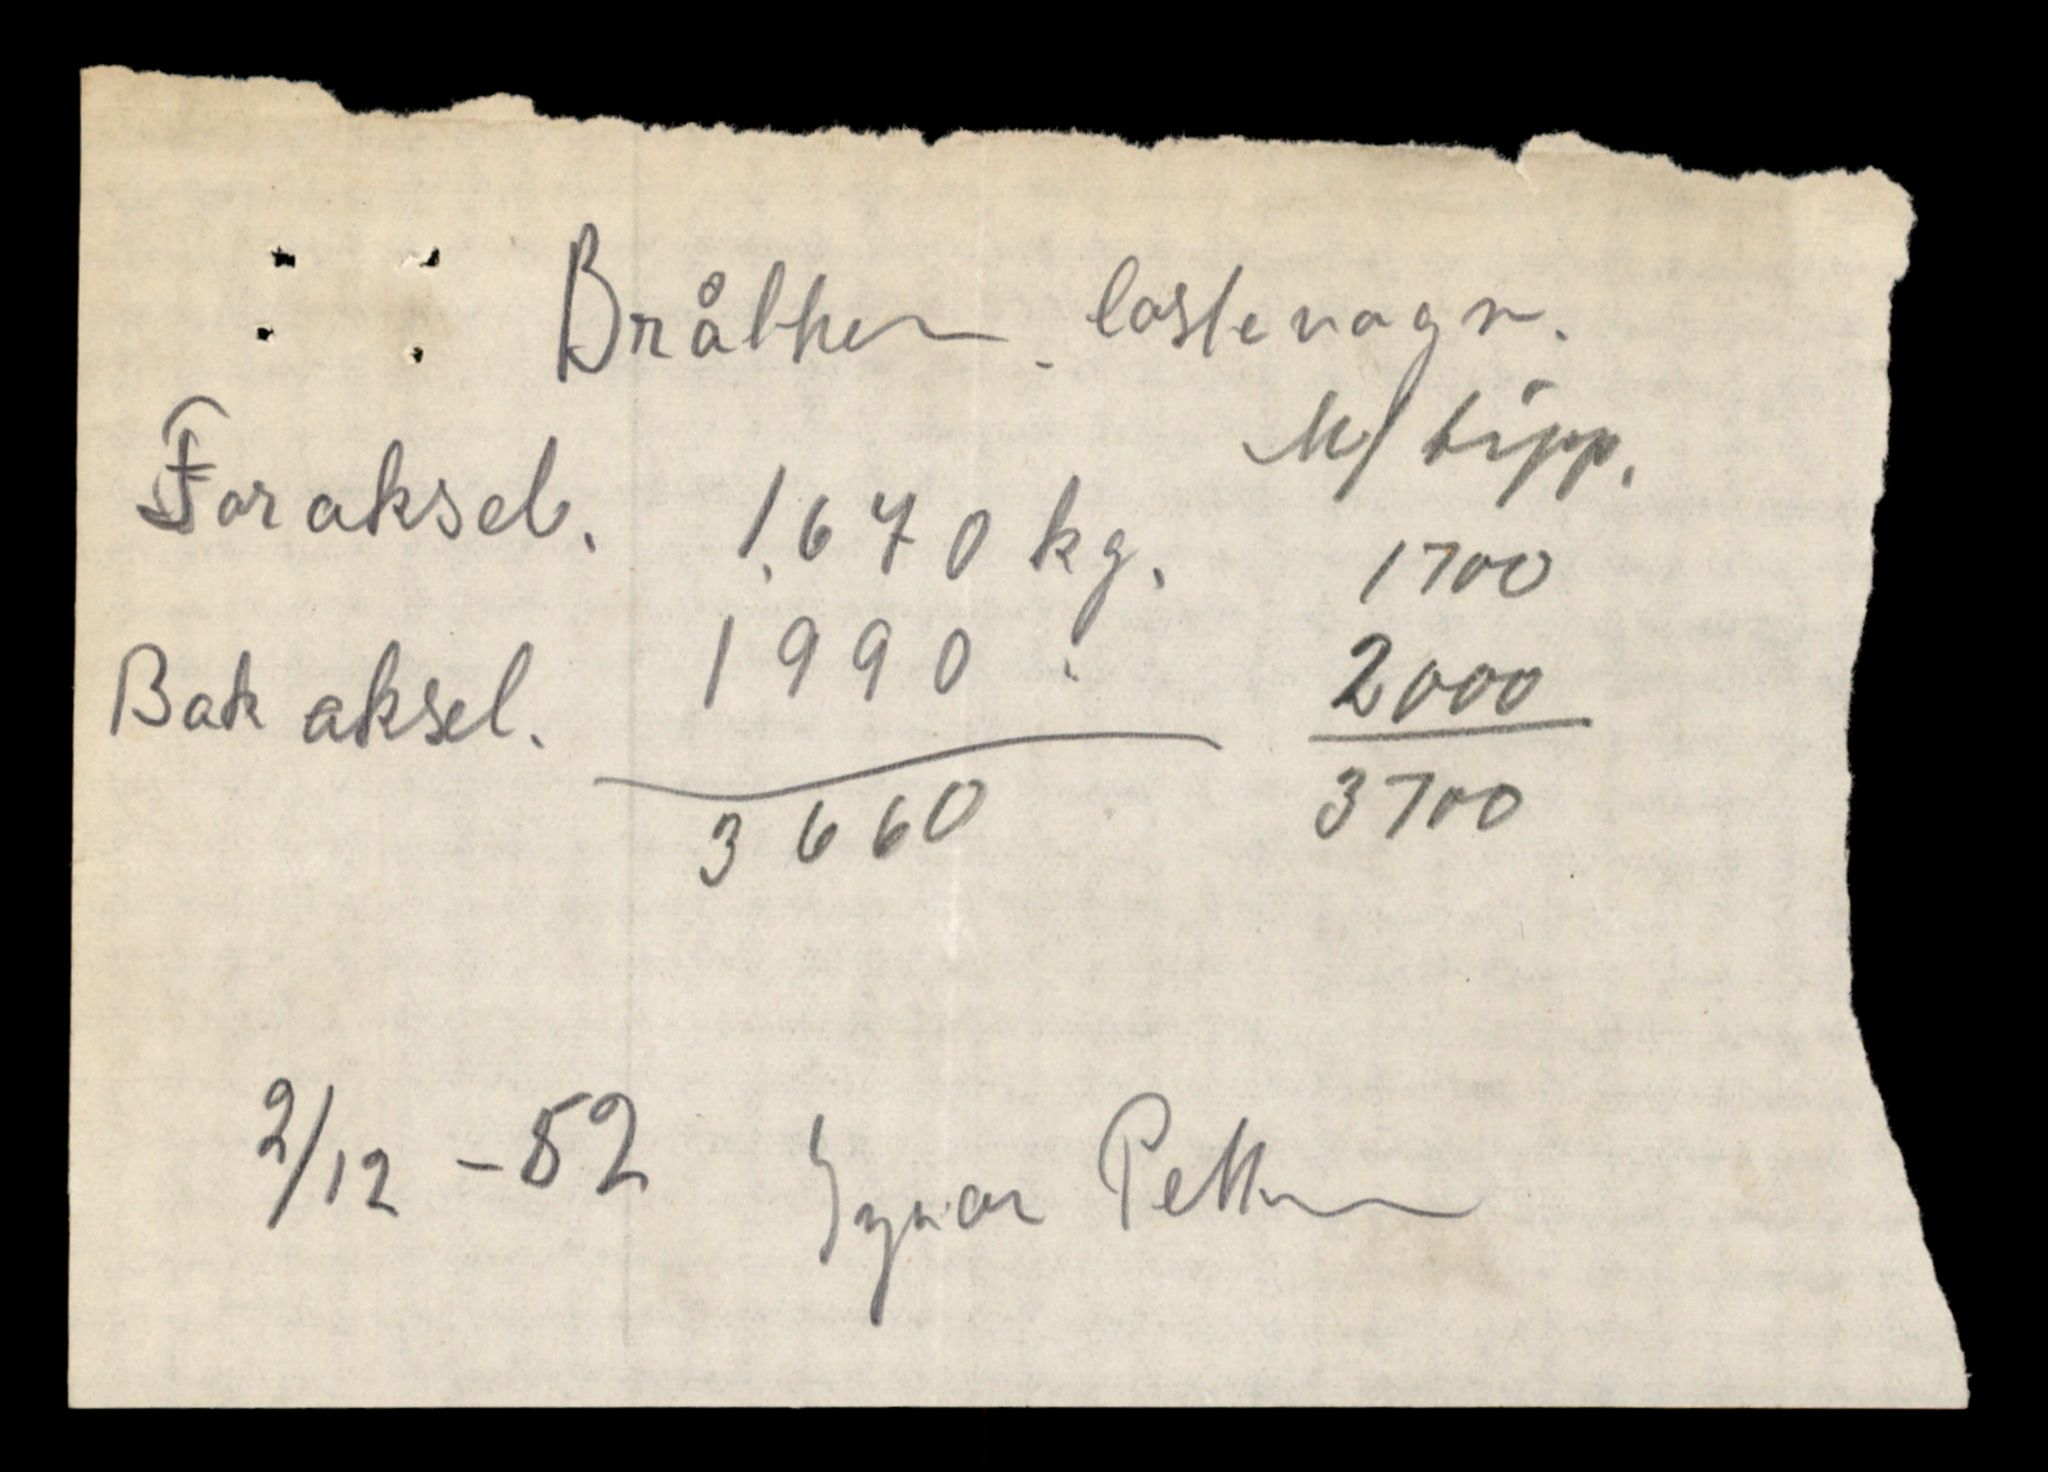 Bråthen. lastevagn.
M/tipp.
Foraksel. 1.670 kg. 1700
Bak aksel. 1990 . 2000
3660 3700
2/12 - 52